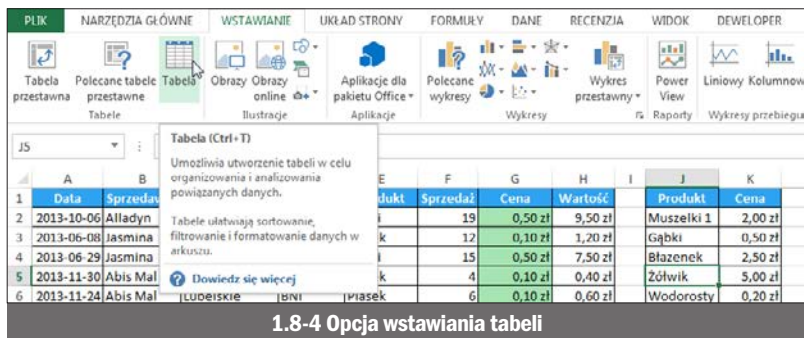 PLIK NARZĘDZIA GŁÓWNE WSTAWIANIE UKŁAD STRONY FORMUŁY DANE RECENZJA WIDOK DEWELOPER
Tabela przestawna
Polecane tabele przestawne
Tabela
Obrazy
Obrazy online
Aplikacje dla pakietu Office
Polecane wykresy
Wykres przestawny
Power View
Liniowy
Kolumnow
Tabele Ilustracje Aplikacje Wykresy Raporty Wykresy przebiegu
J5
Tabela (Ctrl+T)
Umożliwia utworzenie tabeli w celu
organizowania i analizowania
powiązanych danych.
Tabele ułatwiają sortowanie,
filtrowanie i formatowanie danych w
arkuszu.
Dowiedz się więcej
A B E F G H I J K
1 Data Sprzedaw dukt Sprzedaż Cena Wartość Produkt Cena
2 2013-10-06 Alladyn i 19 0,50 zł 9,50 zł Muszelki 1 2,00 zł
3 2013-06-08 Jasmina k 12 0,10 zł 1,20 zł Gąbki 0,50 zł
4 2013-06-29 Jasmina i 15 0,50 zł 7,50 zł Błazenek 2,50 zł
5 2013-11-30 Abis Mal k 4 0,10 zł 0,40 zł Żółwik 5,00 zł
6 2013-11-24 Abis Mal Lubelskie BNI Piasek 6 0,10 zł 0,60 zł Wodorosty 0,20 zł
1.8-4 Opcja wstawiania tabeli